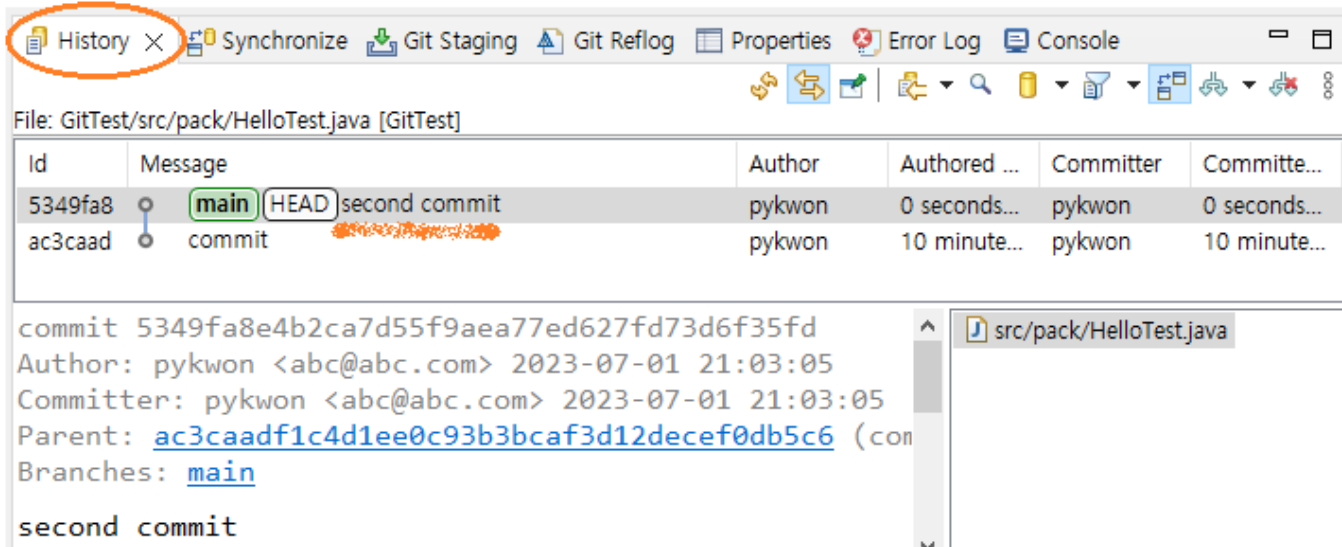 History Synchronize Git Staging Git Reflog Properties Error Log Console
File: GitTest/src/pack/HelloTest.java [GitTest]
Id Message Author Authored ... Committer Committe...
5349fa8 main HEAD second commit pykwon 0 seconds... pykwon 0 seconds...
ac3caad commit pykwon 10 minute... pykwon 10 minute...
commit 5349fa8e4b2ca7d55f9aea77ed627fd73d6f35fd
Author: pykwon <abc@abc.com> 2023-07-01 21:03:05
Committer: pykwon <abc@abc.com> 2023-07-01 21:03:05
Parent: ac3caadf1c4d1ee0c93b3bcaf3d12decef0db5c6 (com
Branches: main
second commit
src/pack/HelloTest.java